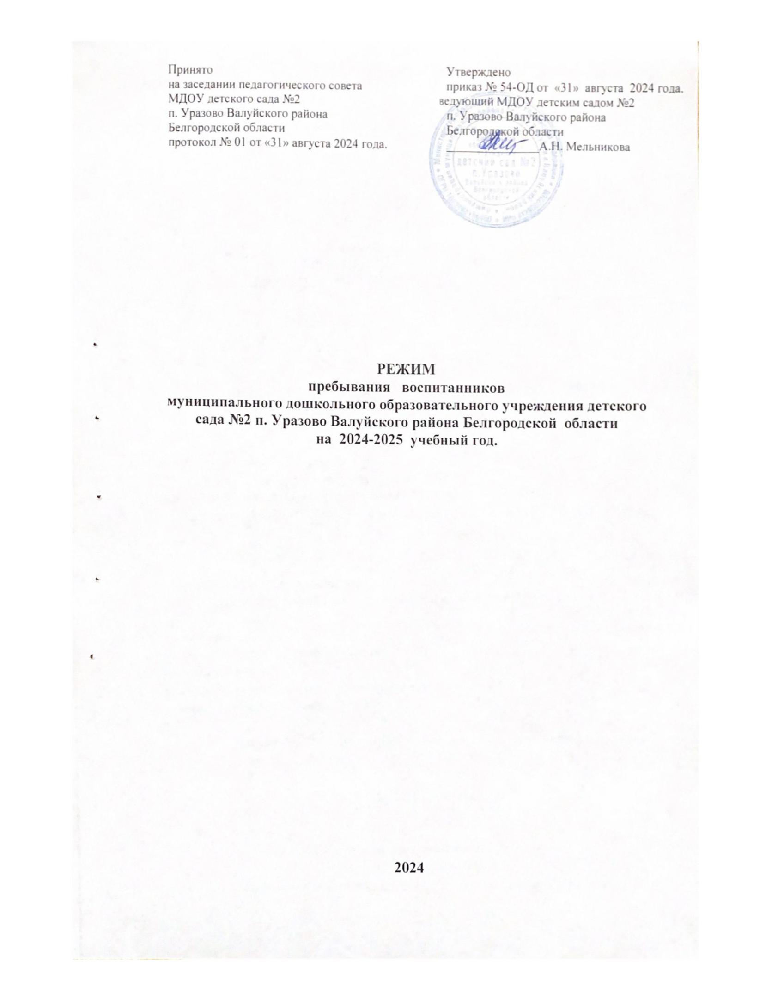 Принято
на заседании педагогического совета
МДОУ детского сада №2
п. Уразово Валуйского района
Белгородской области
протокол № 01 от «31» августа 2024 года.
Утверждено
приказ № 54-ОД от «31» августа 2024 года.
ведующий МДОУ детским садом №2
п. Уразово Валуйского района
Белгородской области
А.Н. Мельникова
детский сад №2
п.Уразово
Валуйского района
Белгородской
области
РЕЖИМ
пребывания воспитанников
муниципального дошкольного образовательного учреждения детского
сада №2 п. Уразово Валуйского района Белгородской области
на 2024-2025 учебный год.
2024